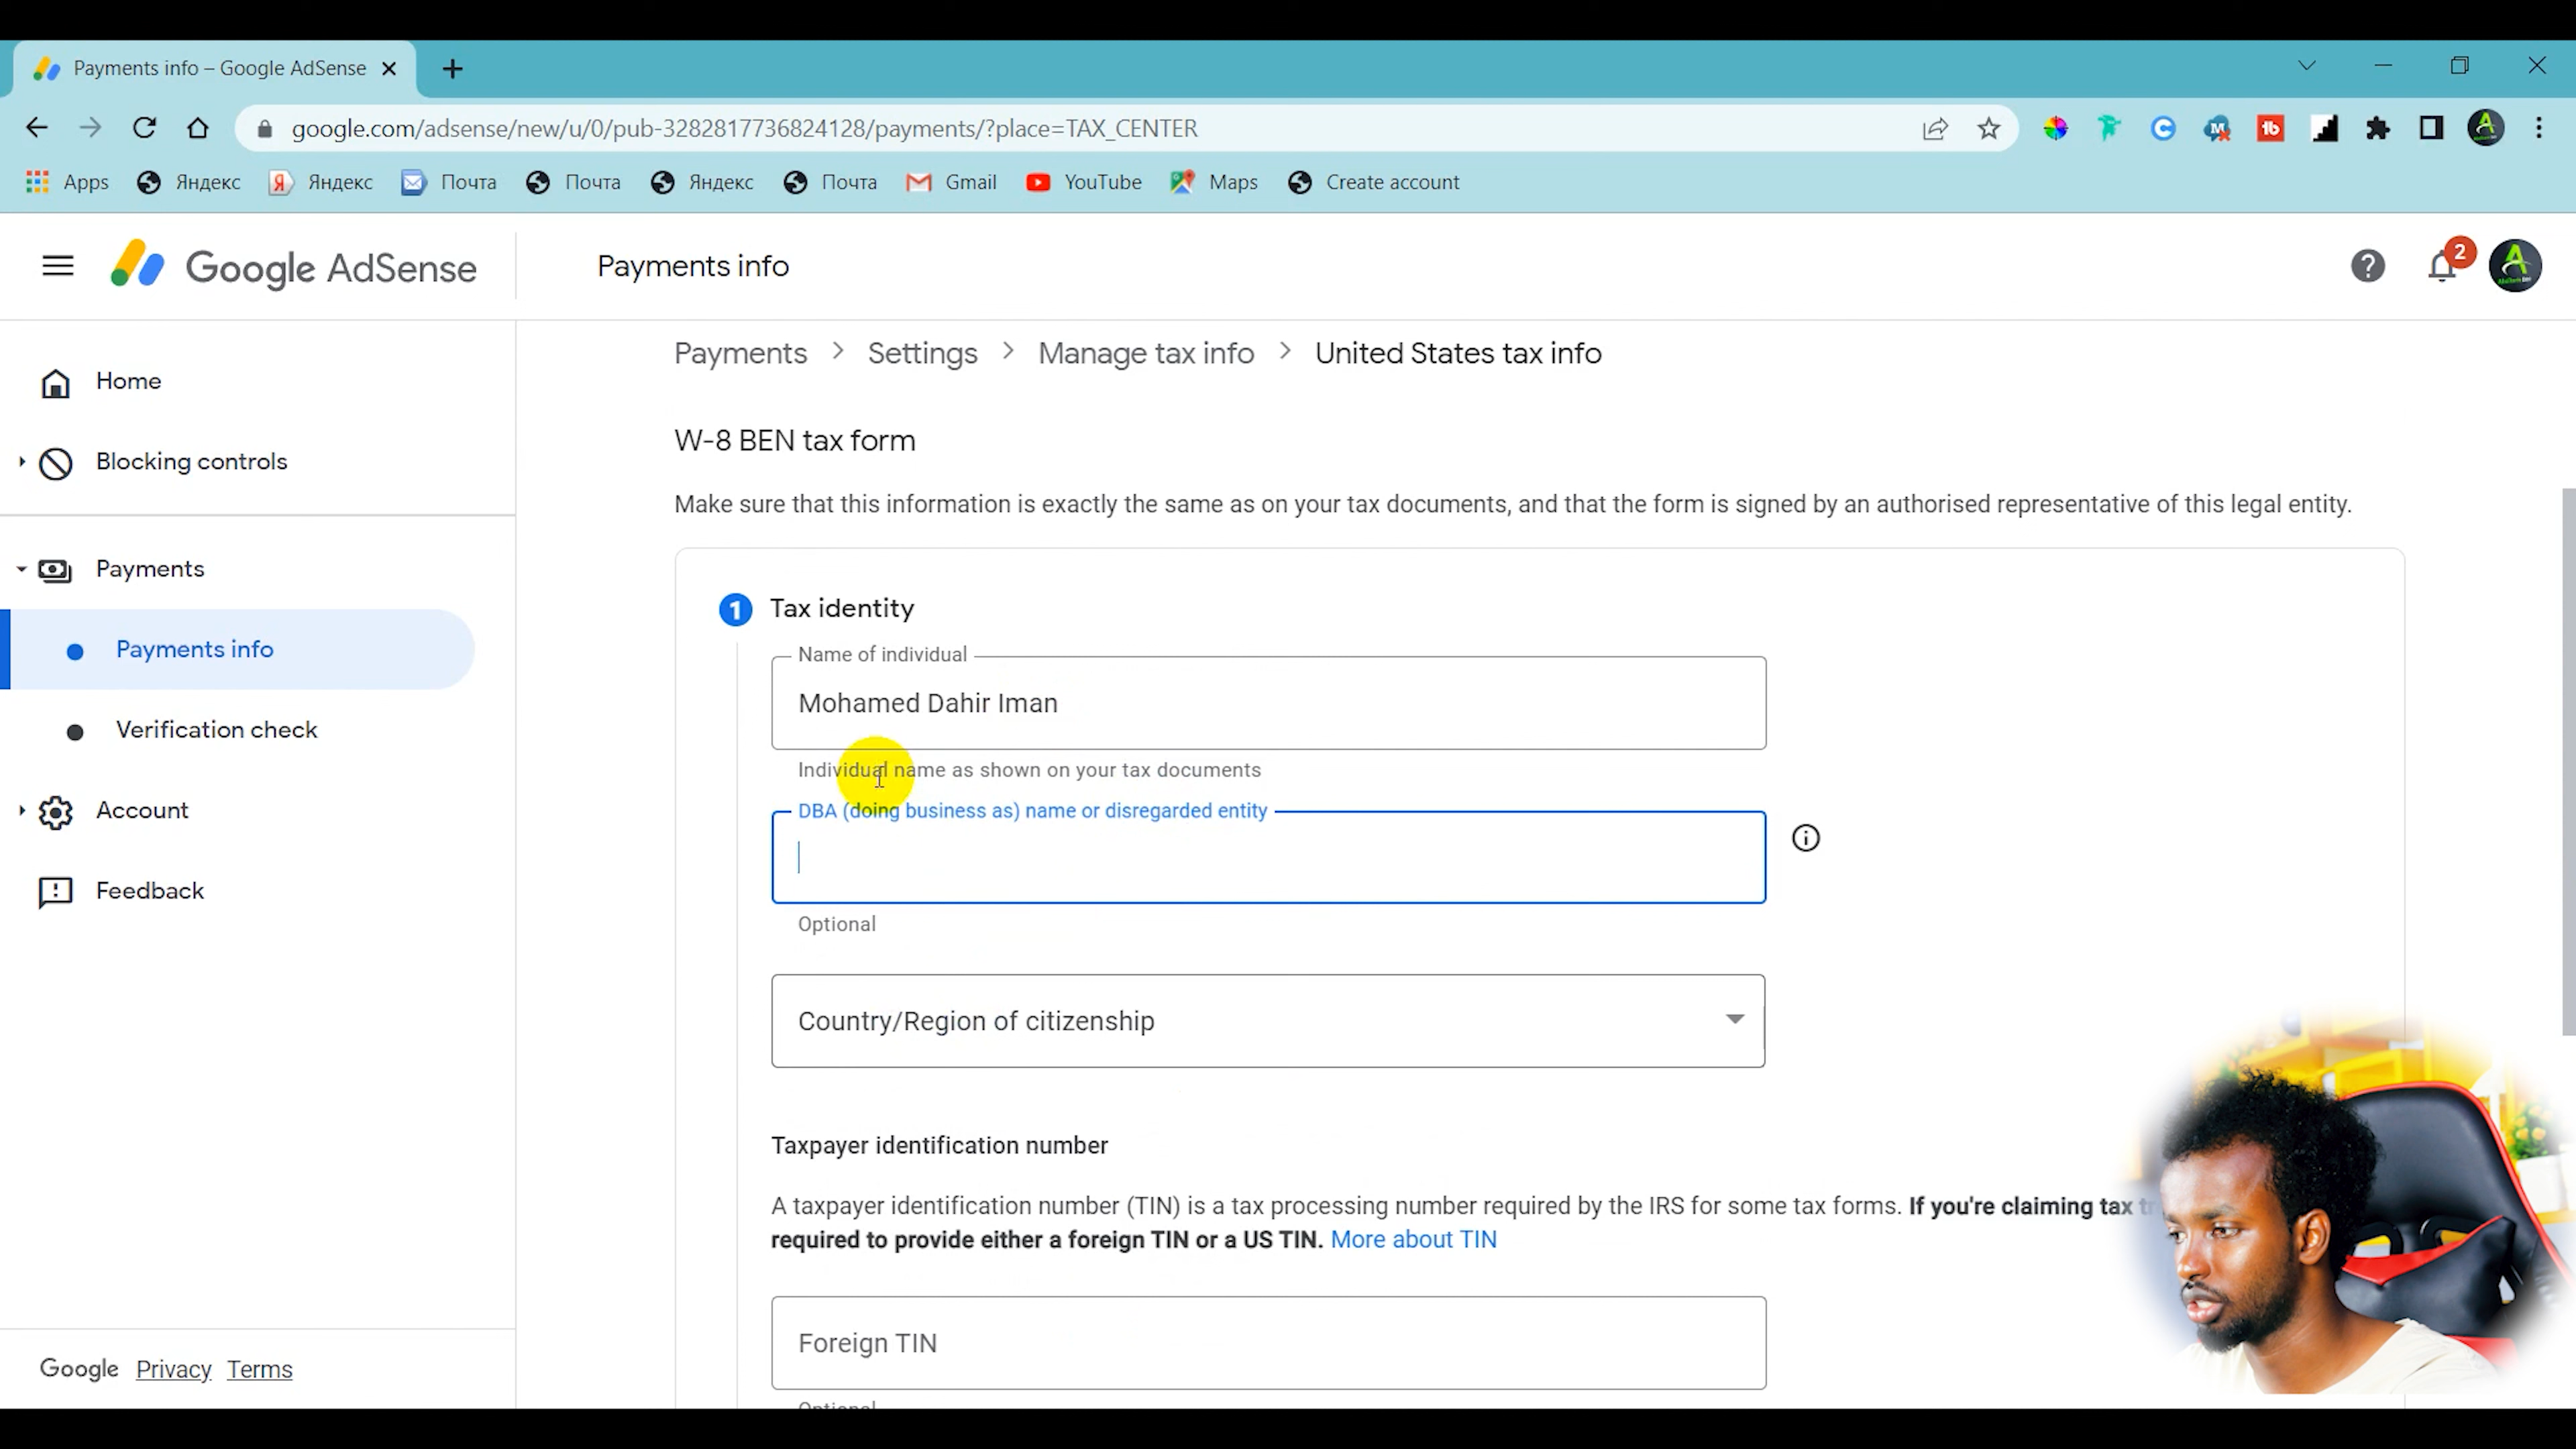 Payments info – Google AdSense
google.com/adsense/new/u/0/pub-3282817736824128/payments/?place=TAX_CENTER
Apps Яндекс Яндекс Почта Почта Яндекс Почта Gmail YouTube Maps Create account
Google AdSense
Payments info
2
Home
Blocking controls
Payments
Payments info
Verification check
Account
Feedback
Google Privacy Terms
Payments > Settings > Manage tax info > United States tax info
W-8 BEN tax form
Make sure that this information is exactly the same as on your tax documents, and that the form is signed by an authorised representative of this legal entity.
1 Tax identity
Name of individual
Mohamed Dahir Iman
Individual name as shown on your tax documents
DBA (doing business as) name or disregarded entity
Optional
Country/Region of citizenship
Taxpayer identification number
A taxpayer identification number (TIN) is a tax processing number required by the IRS for some tax forms. If you're claiming tax
required to provide either a foreign TIN or a US TIN. More about TIN
Foreign TIN
Optional